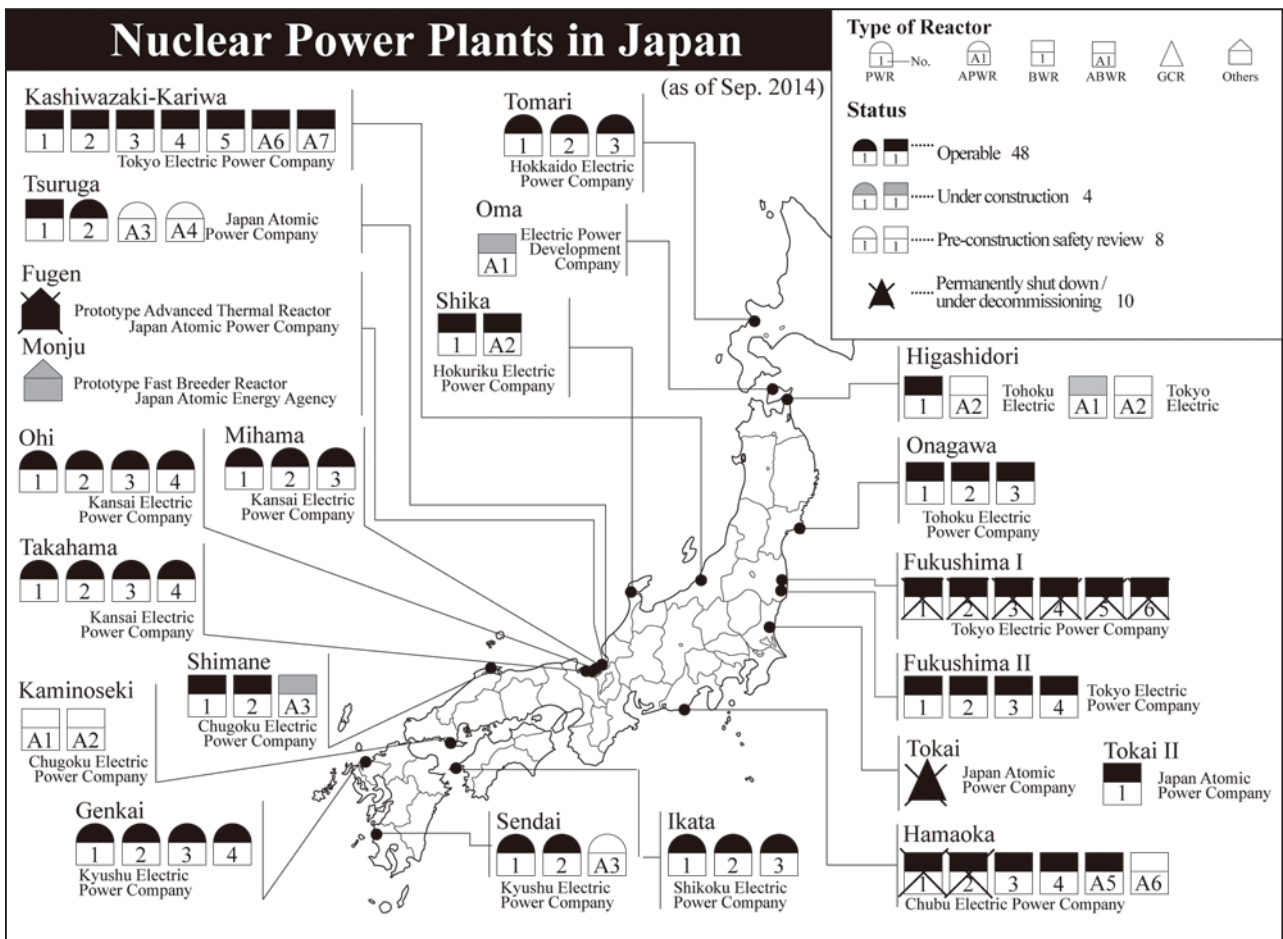 Nuclear Power Plants in Japan
(as of Sep. 2014)
Type of Reactor
1 No. A1 1 A1
PWR APWR BWR ABWR GCR Others
Status
1 1 ······ Operable 48
1 1 ······ Under construction 4
1 1 ······ Pre-construction safety review 8
······ Permanently shut down /
under decommissioning 10
Kashiwazaki-Kariwa
1 2 3 4 5 A6 A7
Tokyo Electric Power Company
Tsuruga
1 2 A3 A4
Japan Atomic
Power Company
Fugen
Prototype Advanced Thermal Reactor
Japan Atomic Power Company
Monju
Prototype Fast Breeder Reactor
Japan Atomic Energy Agency
Ohi
1 2 3 4
Kansai Electric
Power Company
Mihama
1 2 3
Kansai Electric
Power Company
Takahama
1 2 3 4
Kansai Electric
Power Company
Shimane
1 2 A3
Chugoku Electric
Power Company
Kaminoseki
A1 A2
Chugoku Electric
Power Company
Genkai
1 2 3 4
Kyushu Electric
Power Company
Tomari
1 2 3
Hokkaido Electric
Power Company
Oma
A1
Electric Power
Development
Company
Shika
1 A2
Hokuriku Electric
Power Company
Sendai
1 2 A3
Kyushu Electric
Power Company
Ikata
1 2 3
Shikoku Electric
Power Company
Higashidori
1 A2
Tohoku
Electric
A1 A2
Tokyo
Electric
Onagawa
1 2 3
Tohoku Electric
Power Company
Fukushima I
1 2 3 4 5 6
Tokyo Electric Power Company
Fukushima II
1 2 3 4
Tokyo Electric
Power Company
Tokai
Japan Atomic
Power Company
Tokai II
1
Japan Atomic
Power Company
Hamaoka
1 2 3 4 A5 A6
Chubu Electric Power Company